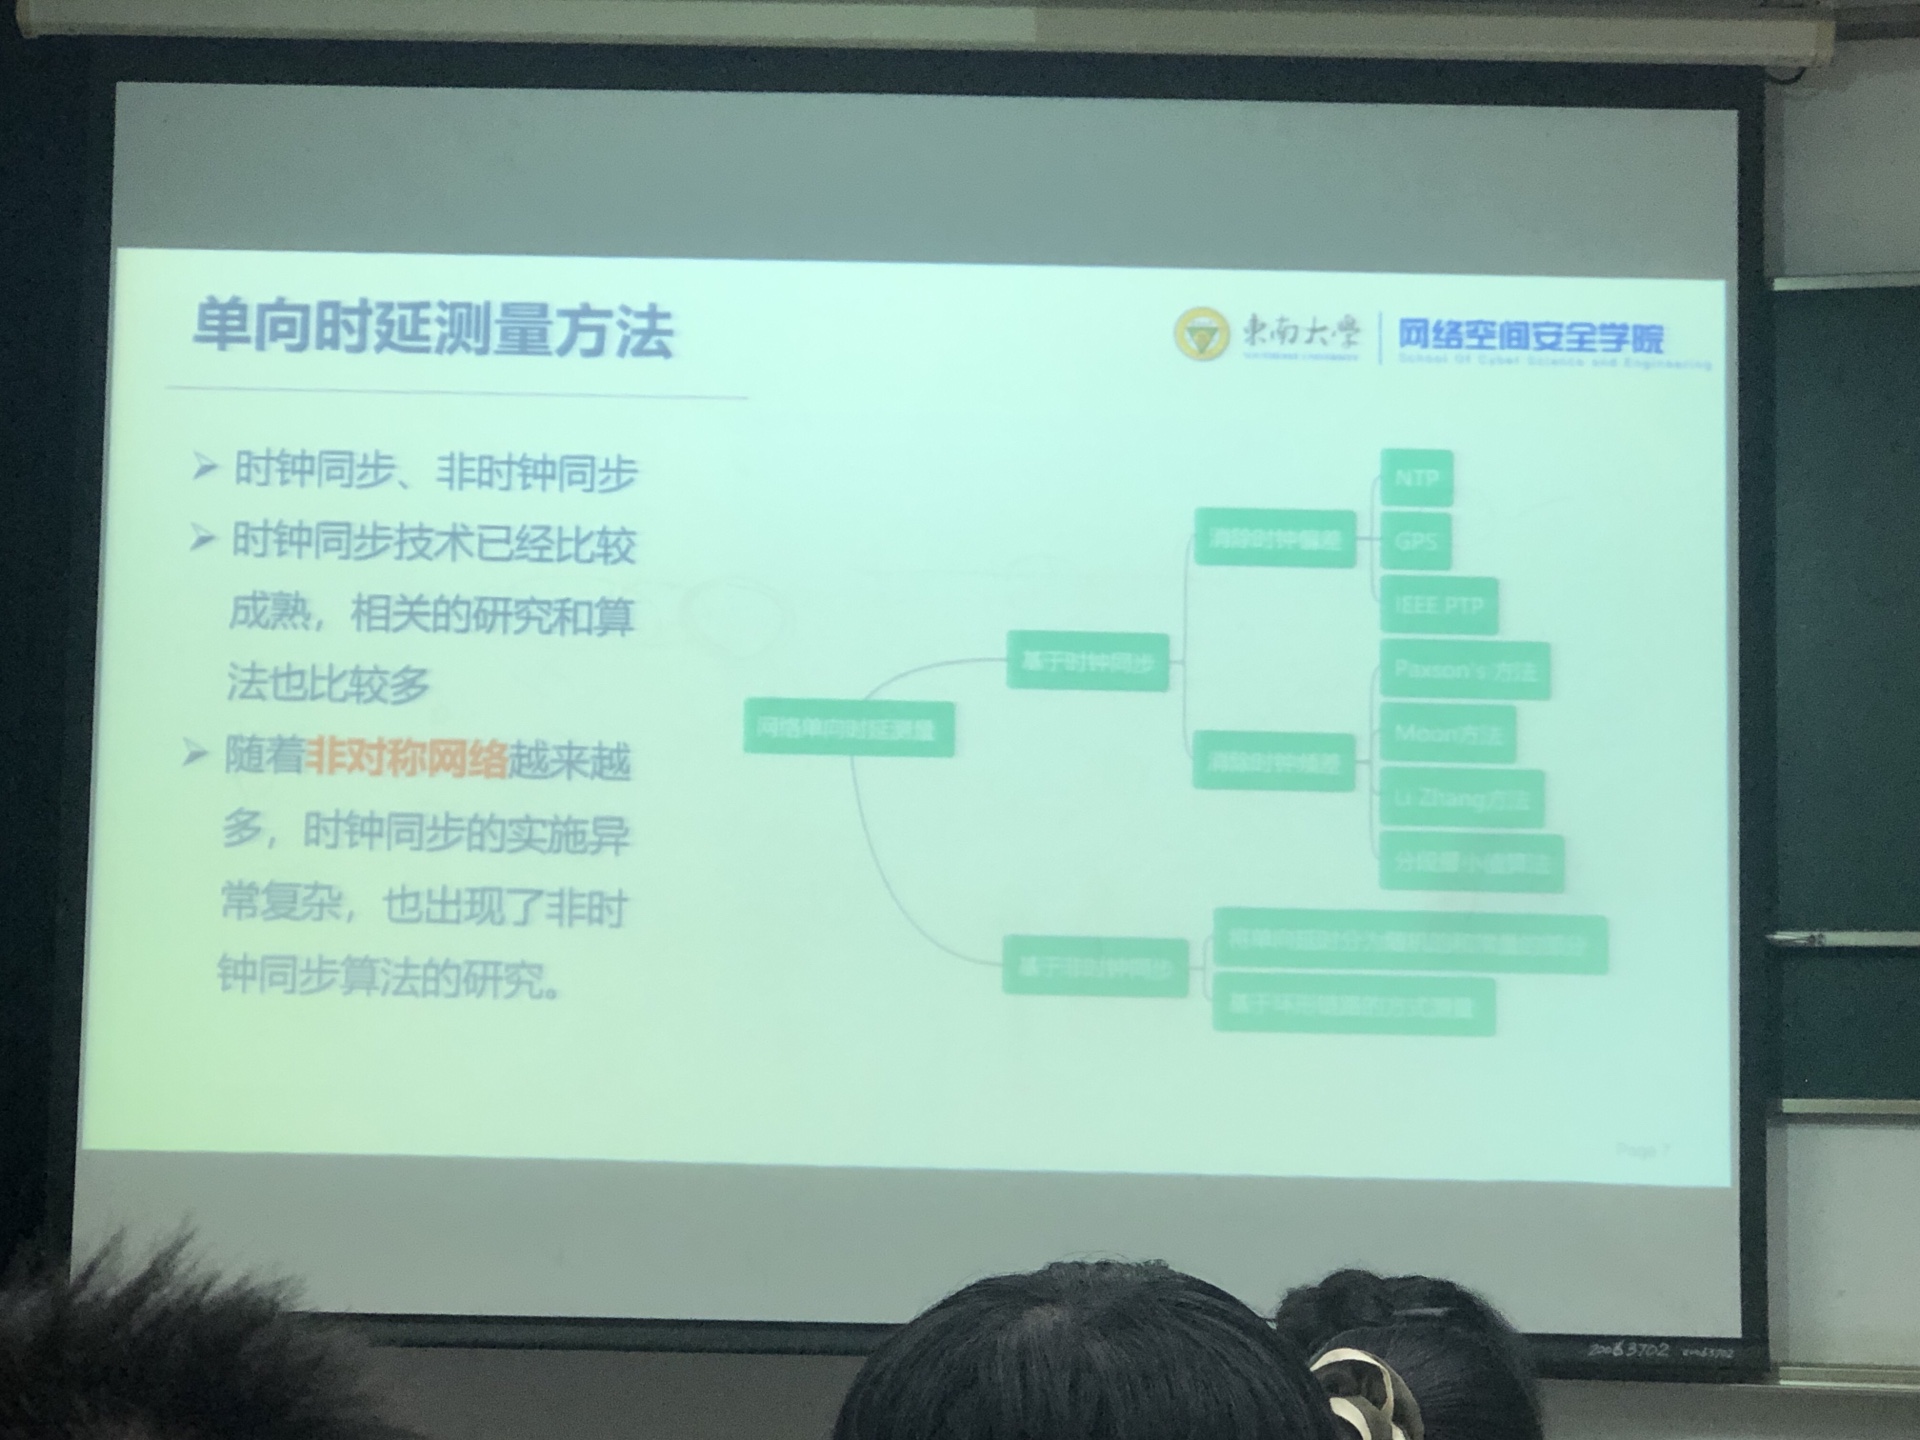 单向时延测量方法
東南大學
网络空间安全学院
School Of Cyber Science and Engineering
时钟同步、非时钟同步
时钟同步技术已经比较
成熟，相关的研究和算
法也比较多
随着非对称网络越来越
多，时钟同步的实施异
常复杂，也出现了非时
钟同步算法的研究。
网络单向时延测量
基于时钟同步
消除时钟偏差
NTP
GPS
IEEE PTP
消除时钟频差
Paxson's 方法
Moon方法
Li Zhang方法
分段最小值算法
基于非时钟同步
基于环形链路的方式测量
Page 7
63702